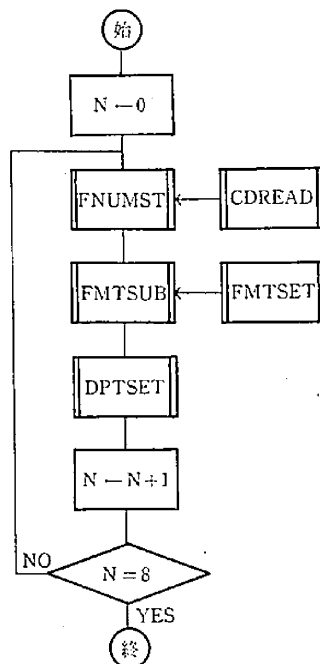 始
N←0
FNUMST
CDREAD
FMTSUB
FMTSET
DPTSET
N←N+1
NO
N=8
YES
終